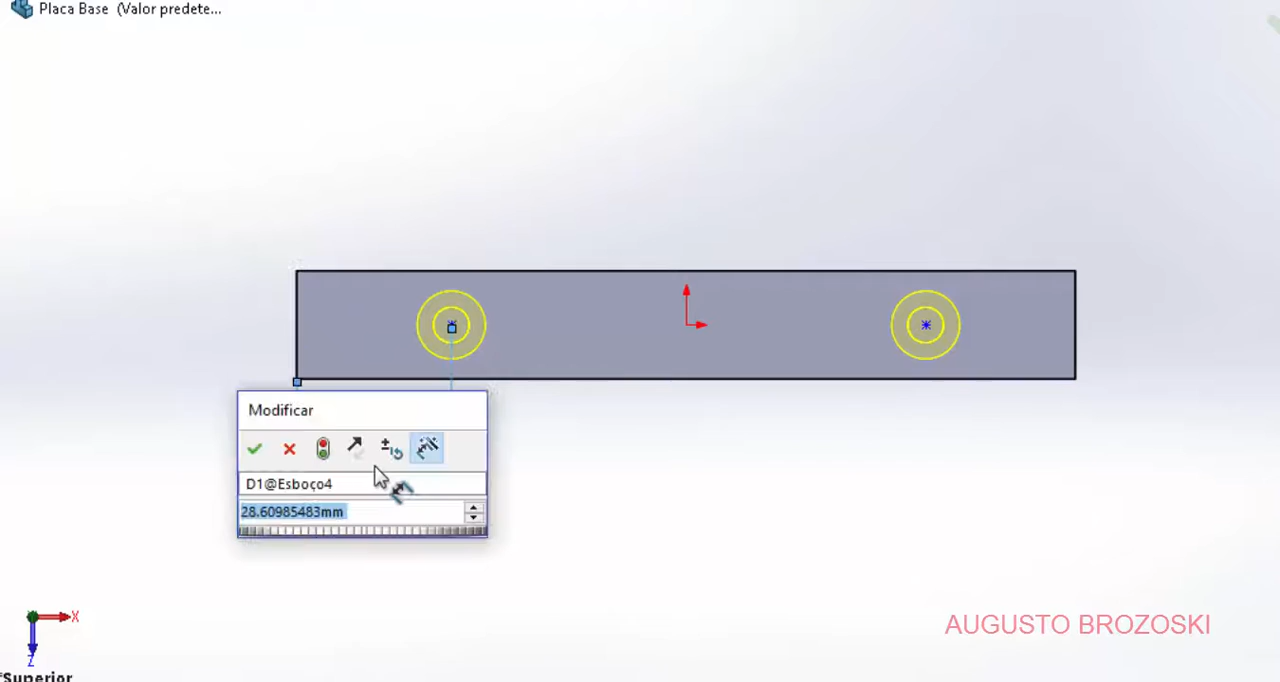 Placa Base (Valor predete...
Modificar
D1@Esboço4
28.60985483mm
X
Z
*Superior
AUGUSTO BROZOSKI